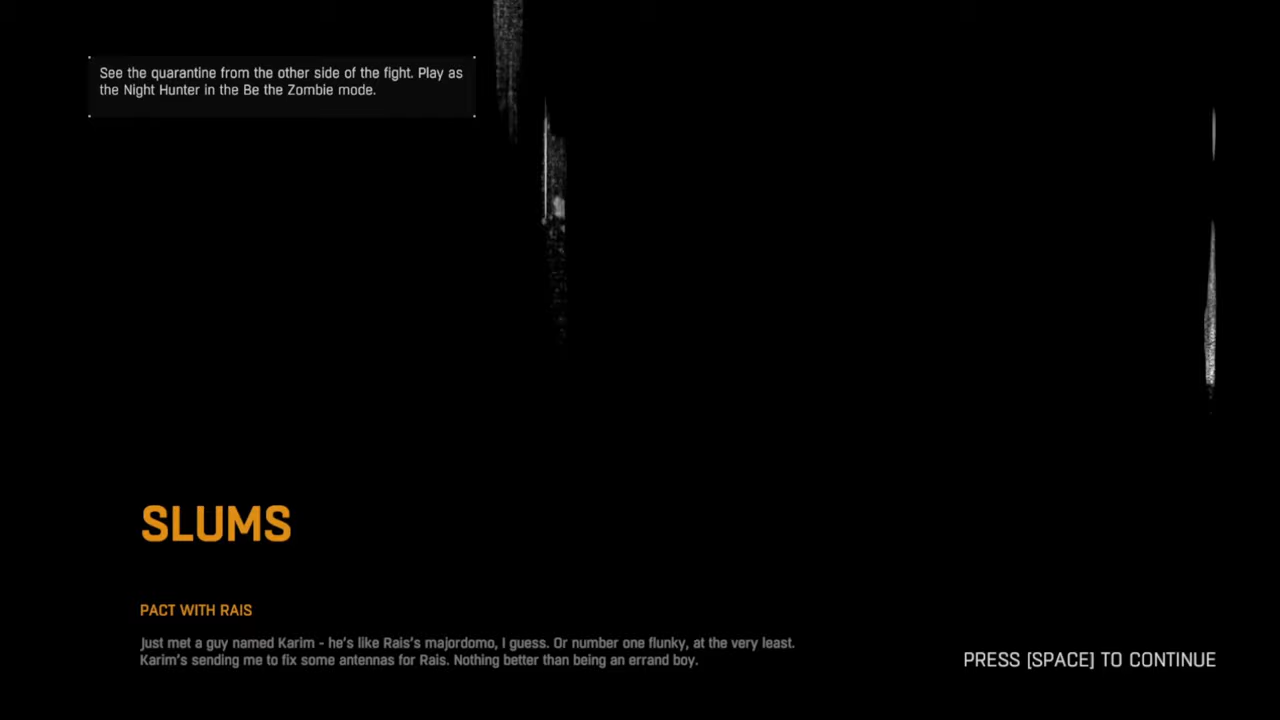 See the quarantine from the other side of the fight. Play as
the Night Hunter in the Be the Zombie mode.
SLUMS
PACT WITH RAIS
Just met a guy named Karim - he's like Rais's majordomo, I guess. Or number one flunky, at the very least.
Karim's sending me to fix some antennas for Rais. Nothing better than being an errand boy.
PRESS [SPACE] TO CONTINUE